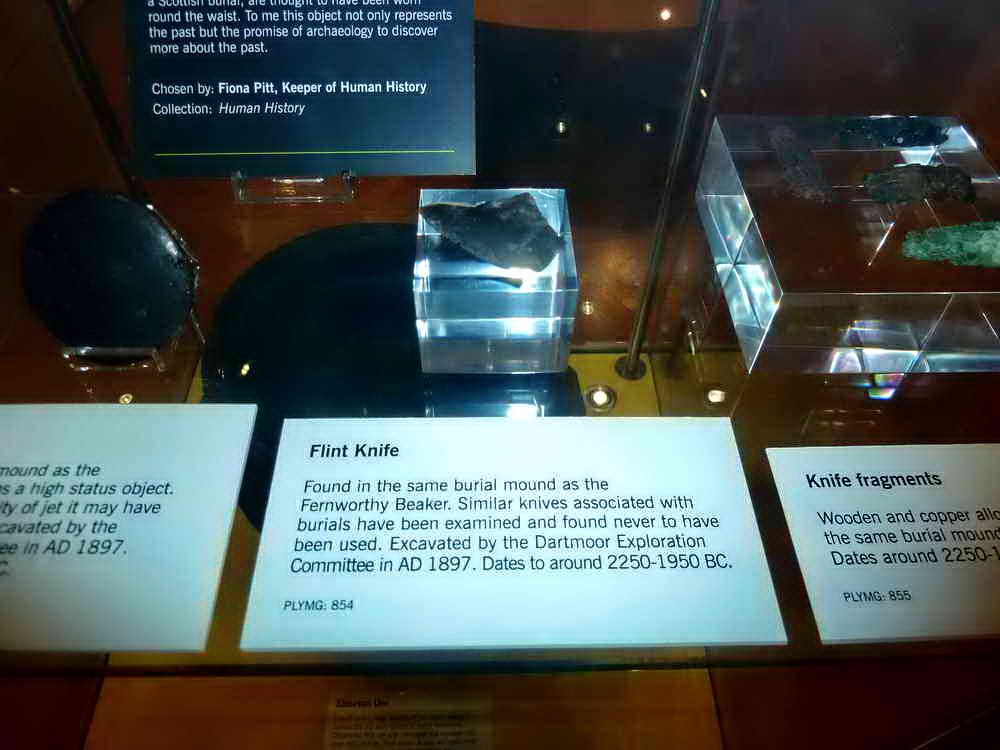 a Scottish burial, are thought to have been worn
round the waist. To me this object not only represents
the past but the promise of archaeology to discover
more about the past.
Chosen by: Fiona Pitt, Keeper of Human History
Collection: Human History
mound as the
s a high status object.
ity of jet it may have
cavated by the
ee in AD 1897.
C.
Flint Knife
Found in the same burial mound as the
Fernworthy Beaker. Similar knives associated with
burials have been examined and found never to have
been used. Excavated by the Dartmoor Exploration
Committee in AD 1897. Dates to around 2250-1950 BC.
PLYMG: 854
Knife fragments
Wooden and copper allo
the same burial mound
Dates around 2250-1
PLYMG: 855